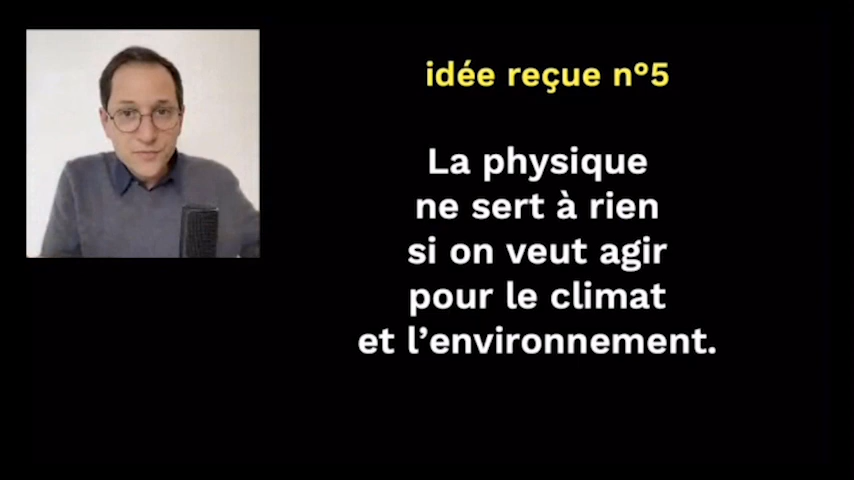 idée reçue n°5
La physique
ne sert à rien
si on veut agir
pour le climat
et l’environnement.